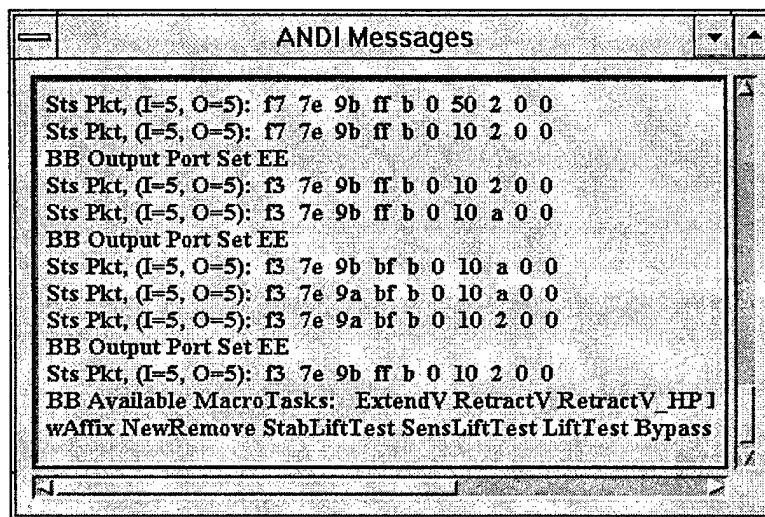 ANDI Messages
Sts Pkt, (I=5, O=5): f7 7e 9b ff b 0 50 2 0 0
Sts Pkt, (I=5, O=5): f7 7e 9b ff b 0 10 2 0 0
BB Output Port Set EE
Sts Pkt, (I=5, O=5): f3 7e 9b ff b 0 10 2 0 0
Sts Pkt, (I=5, O=5): f3 7e 9b ff b 0 10 a 0 0
BB Output Port Set EE
Sts Pkt, (I=5, O=5): f3 7e 9b bf b 0 10 a 0 0
Sts Pkt, (I=5, O=5): f3 7e 9a bf b 0 10 a 0 0
Sts Pkt, (I=5, O=5): f3 7e 9a bf b 0 10 2 0 0
BB Output Port Set EE
Sts Pkt, (I=5, O=5): f3 7e 9b ff b 0 10 2 0 0
BB Available MacroTasks: ExtendV RetractV RetractV_HP
wAffix NewRemove StabLiftTest SensLiftTest LiftTest Bypass